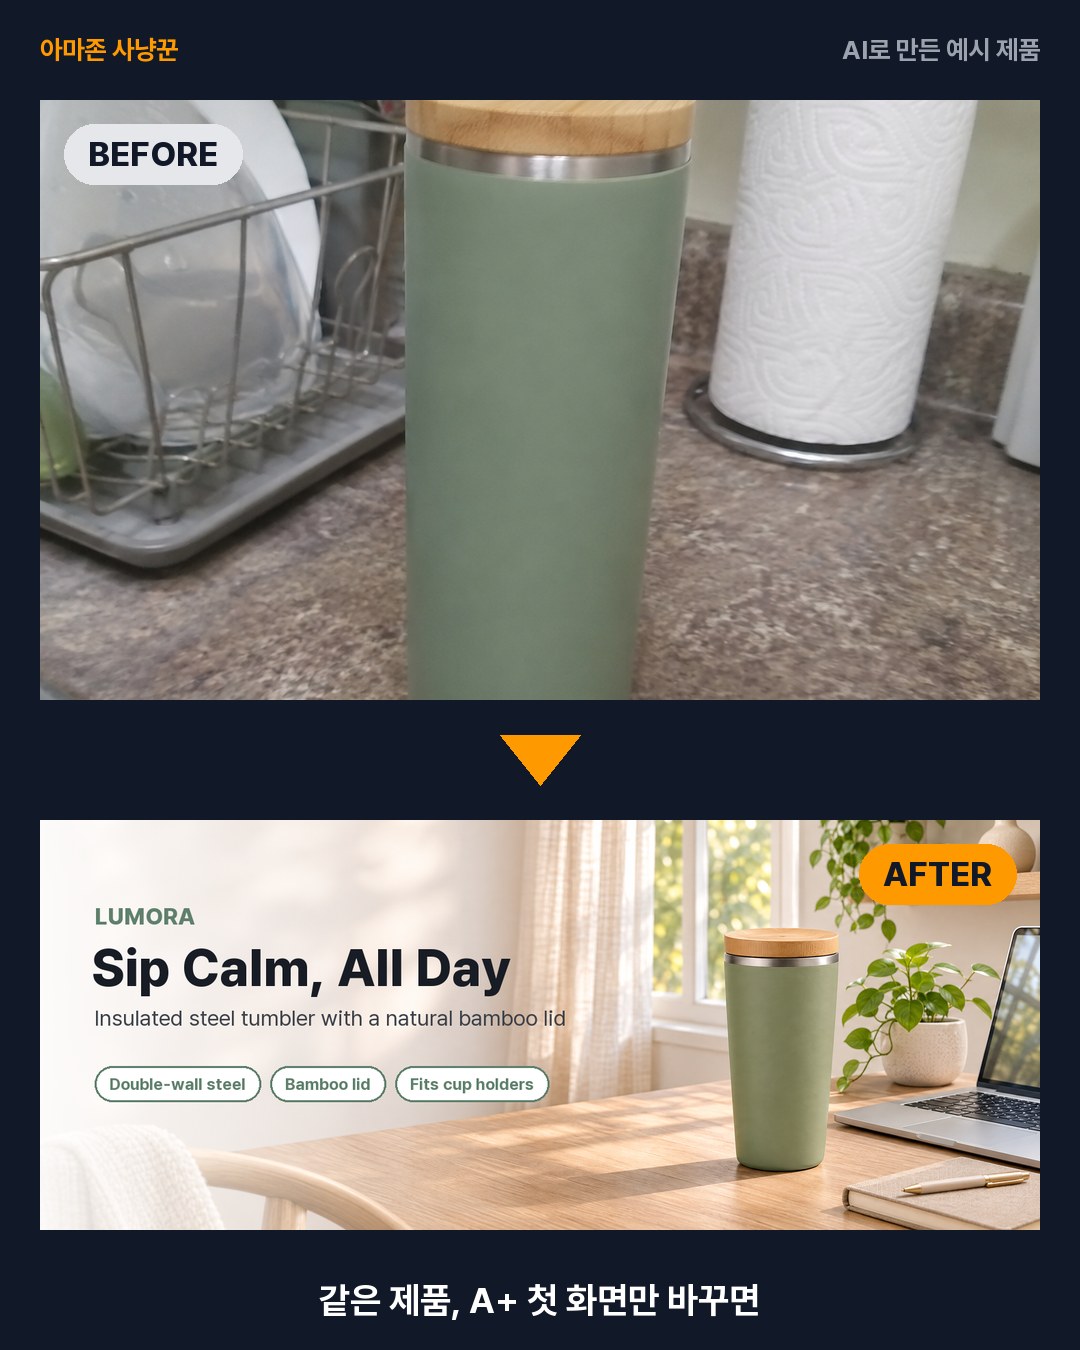 아마존 사냥꾼
AI로 만든 예시 제품
BEFORE
AFTER
LUMORA
Sip Calm, All Day
Insulated steel tumbler with a natural bamboo lid
Double-wall steel
Bamboo lid
Fits cup holders
같은 제품, A+ 첫 화면만 바꾸면